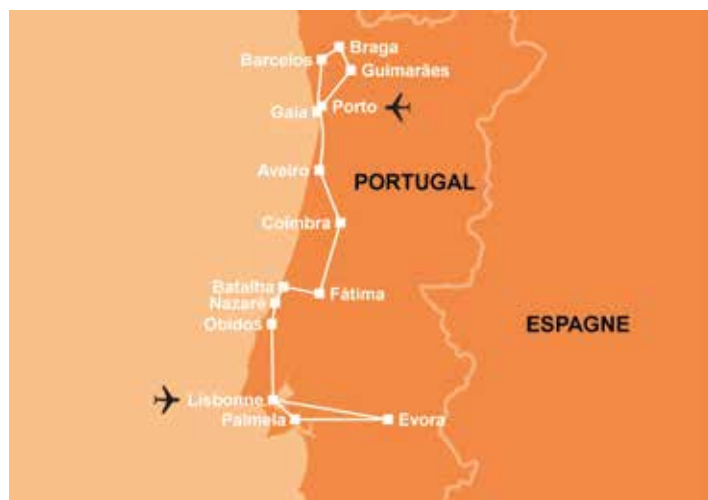 Braga
Barcelos
Guimarães
Gaia
Porto
Aveiro
PORTUGAL
Coimbra
Batalha
Fátima
Nazaré
Obidos
ESPAGNE
Lisbonne
Palmela
Evora